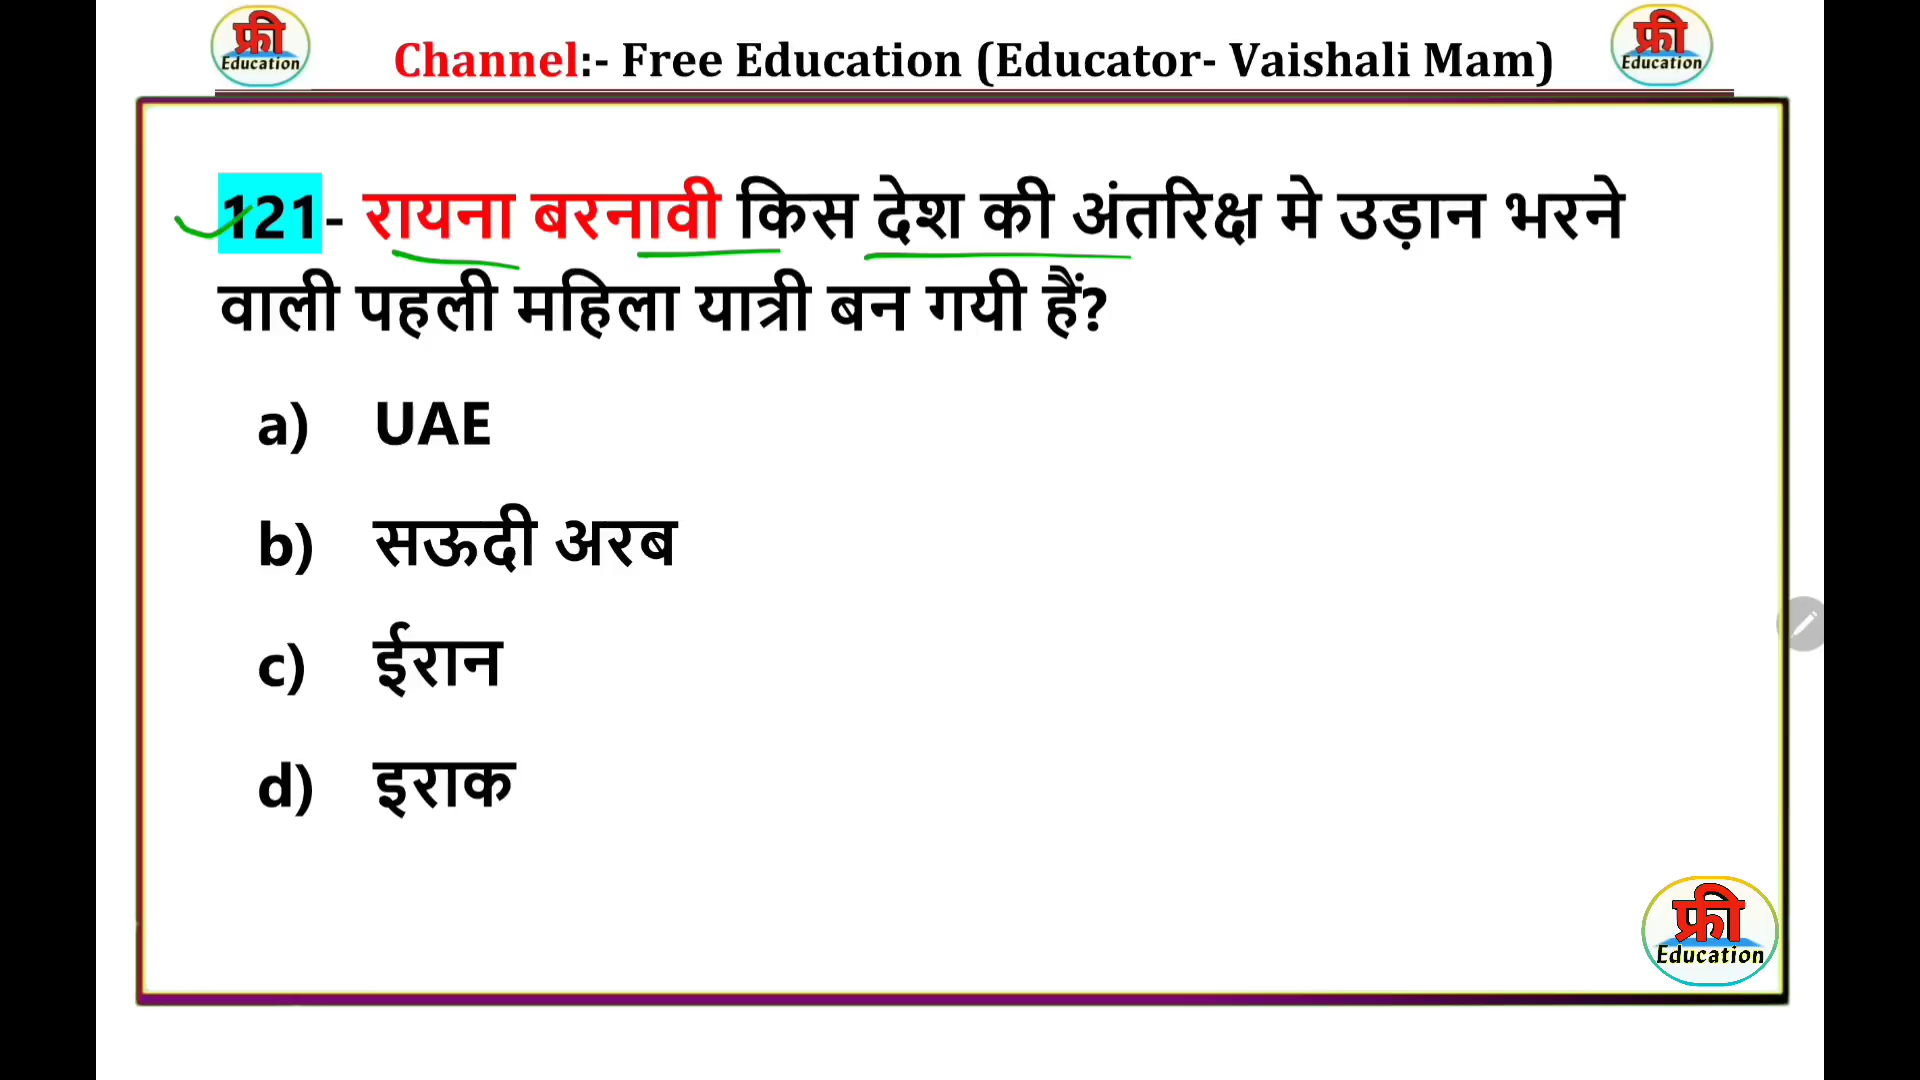 फ्री
Education
Channel:- Free Education (Educator- Vaishali Mam)
फ्री
Education
121- रायना बरनावी किस देश की अंतरिक्ष मे उड़ान भरने
वाली पहली महिला यात्री बन गयी हैं?
a) UAE
b) सऊदी अरब
c) ईरान
d) इराक
फ्री
Education